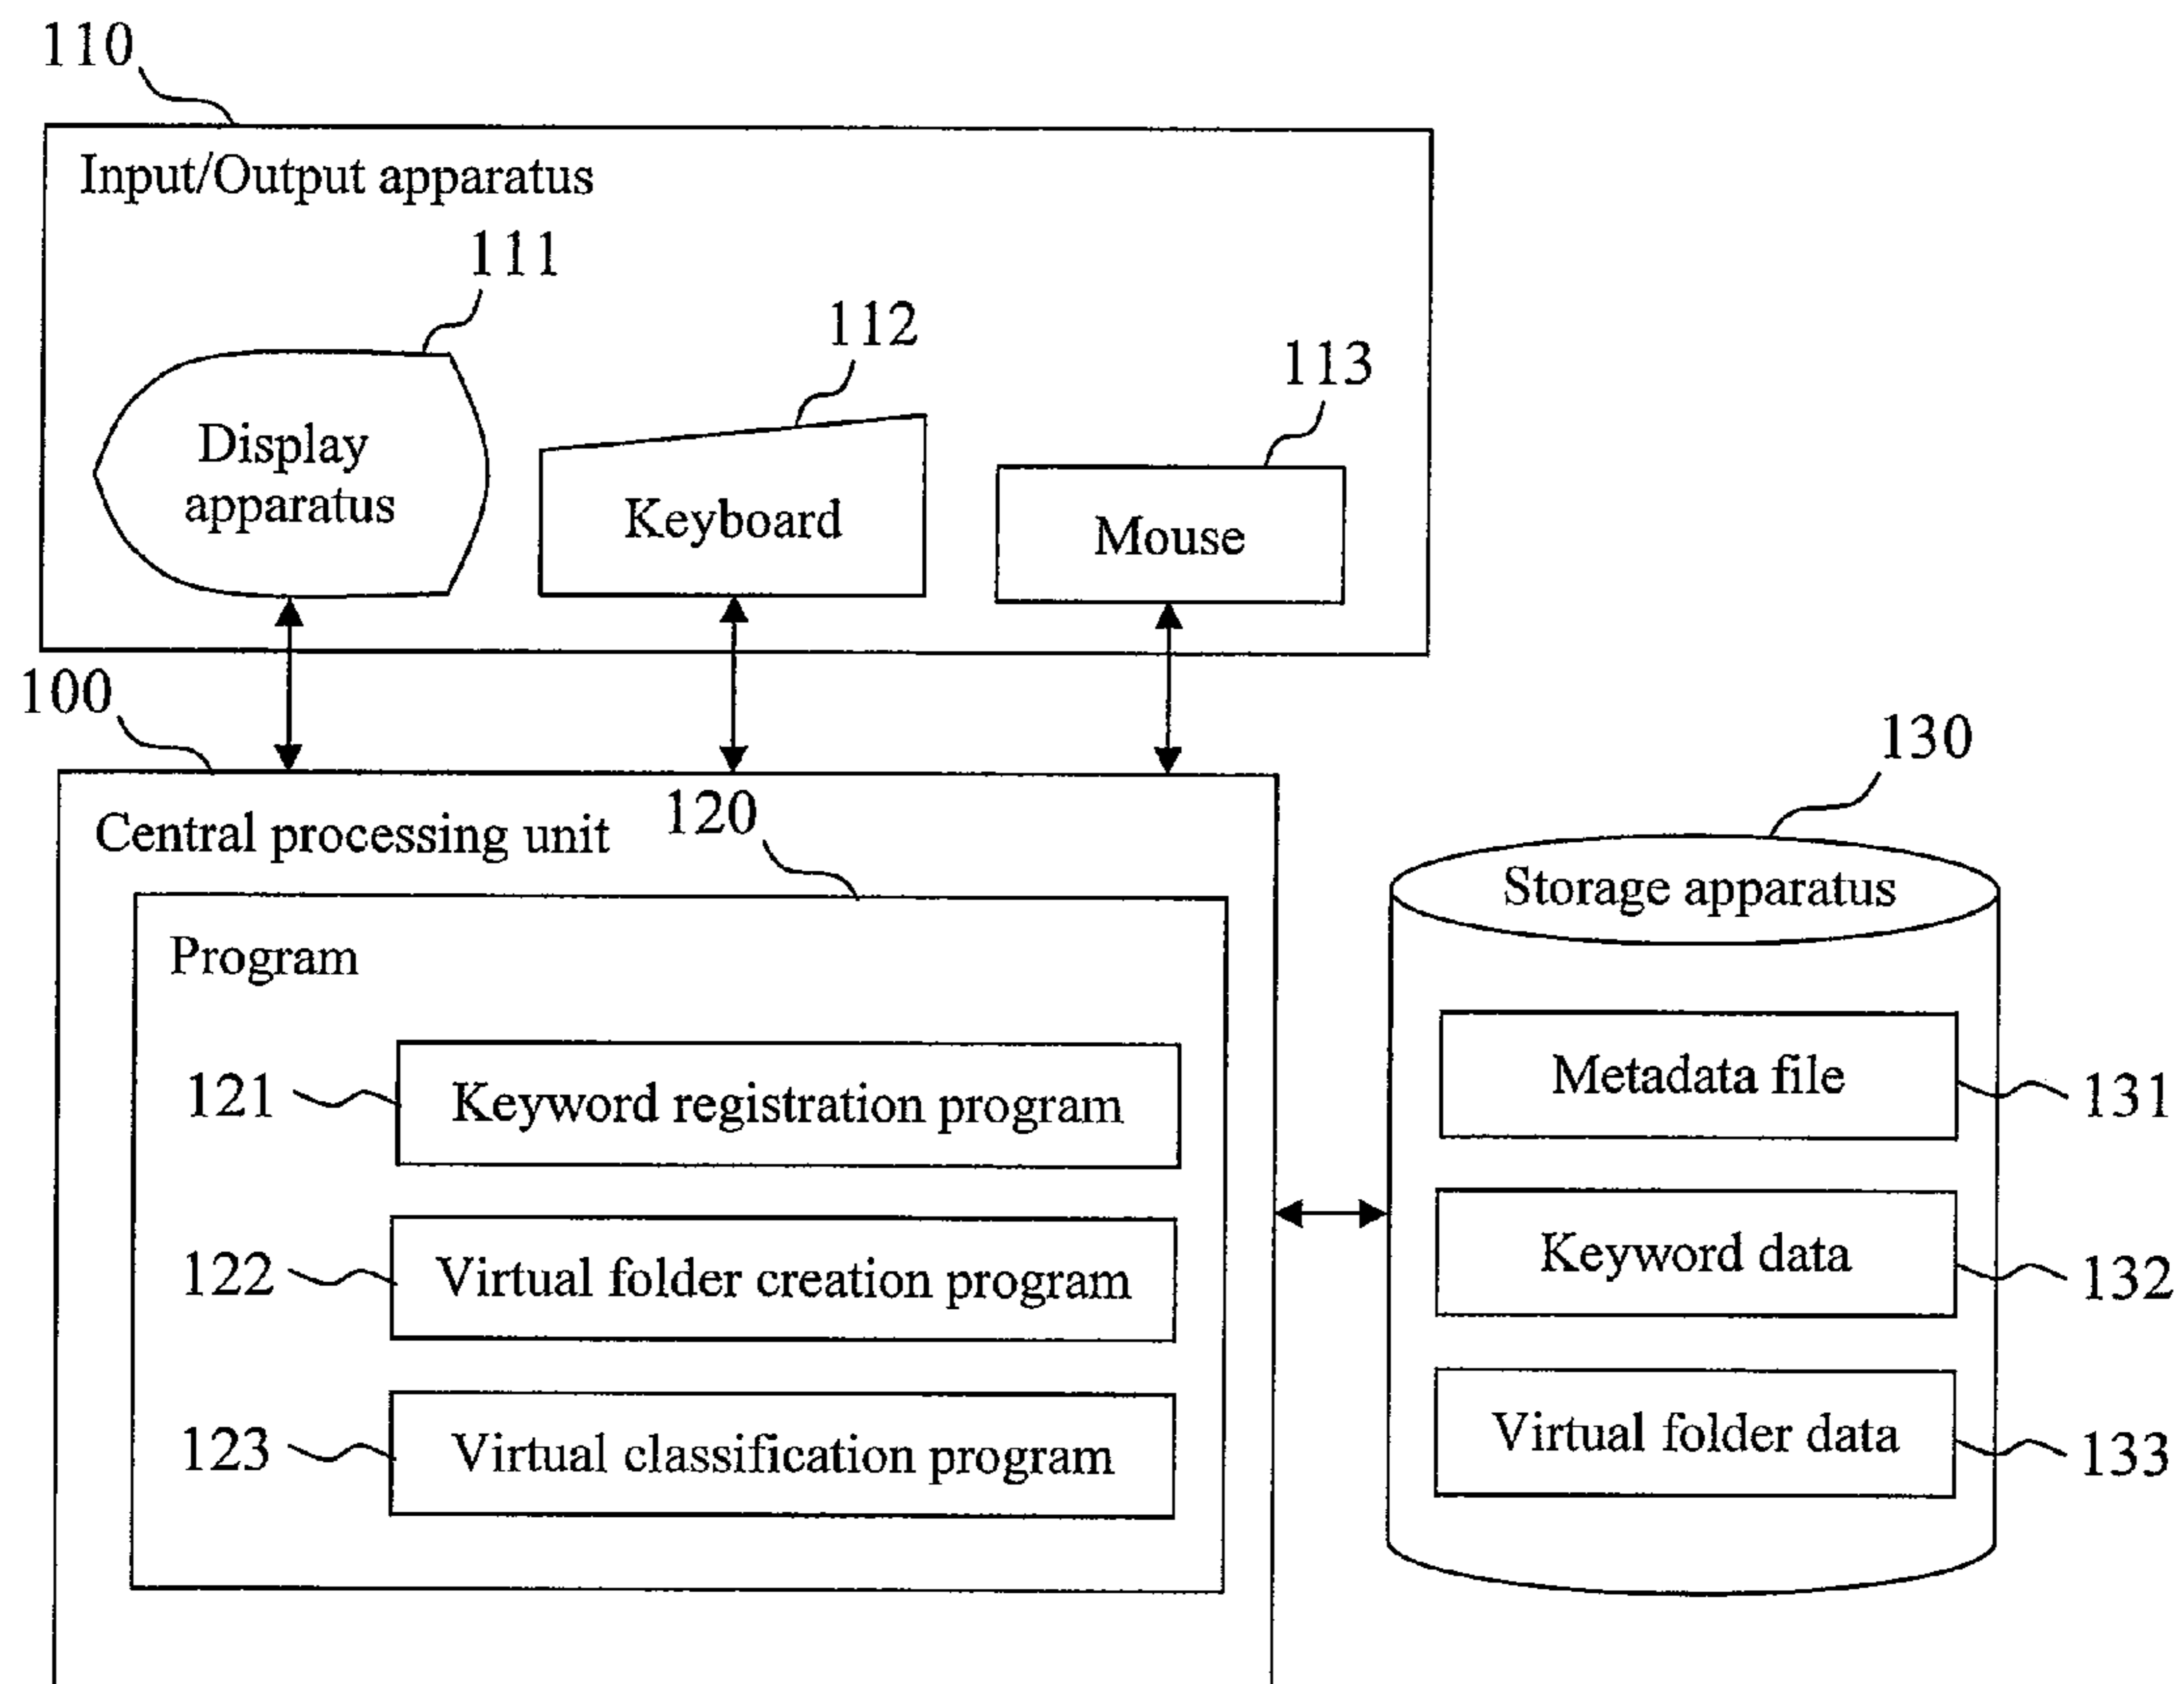 110
Input/Output apparatus
111
112
113
Display
apparatus
Keyboard
Mouse
100
Central processing unit
120
Program
121
Keyword registration program
122
Virtual folder creation program
123
Virtual classification program
130
Storage apparatus
Metadata file
131
Keyword data
132
Virtual folder data
133